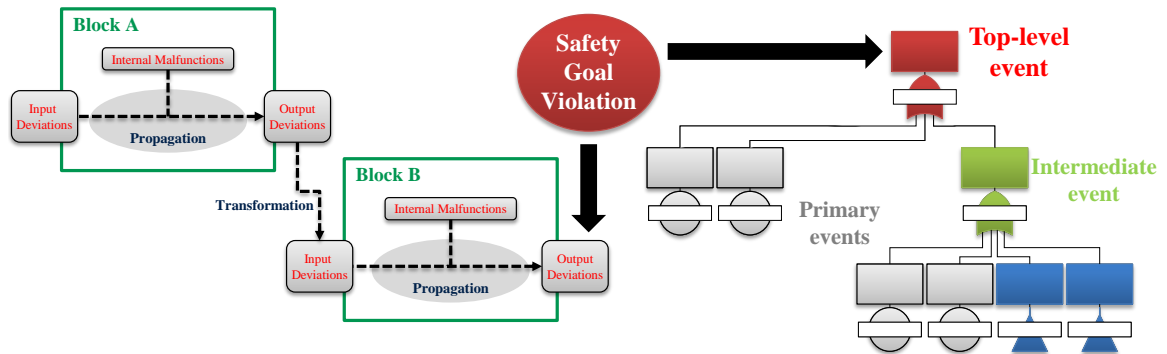 Block A
Internal Malfunctions
Input
Deviations
Output
Deviations
Propagation
Transformation
Block B
Internal Malfunctions
Input
Deviations
Output
Deviations
Propagation
Safety
Goal
Violation
Top-level
event
Intermediate
event
Primary
events